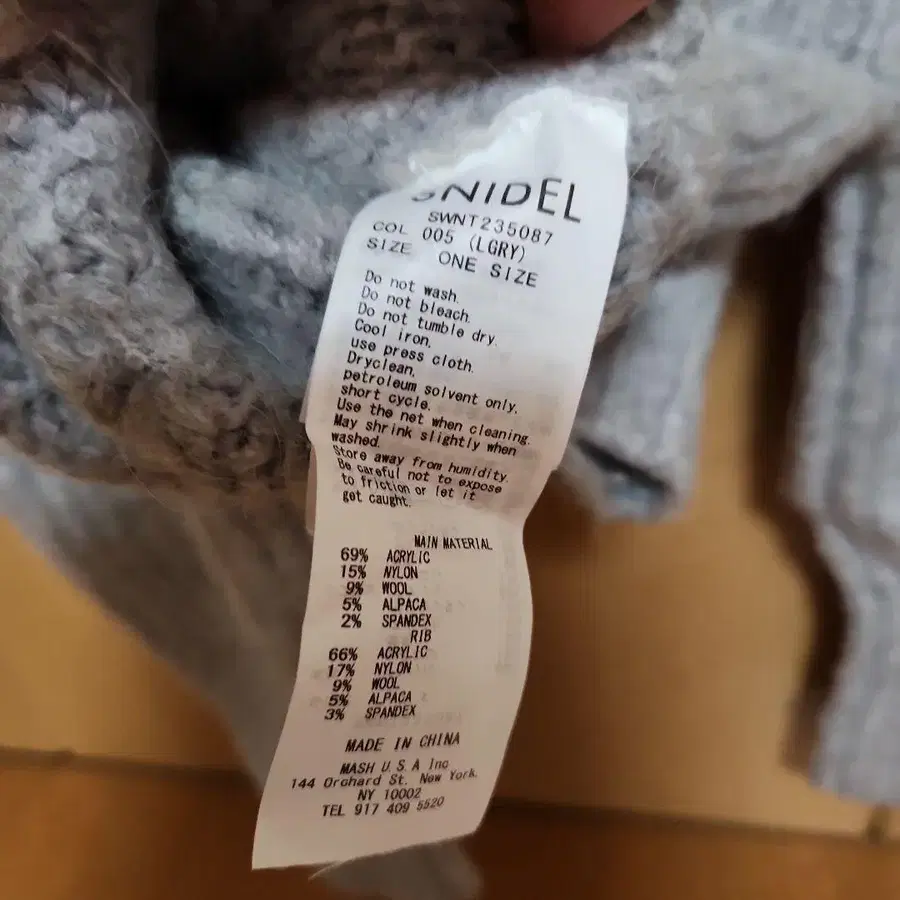 SNIDEL
SWNT235087
COL 005 (LGRY)
SIZE ONE SIZE
Do not wash.
Do not bleach.
Do not tumble dry.
Cool iron,
use press cloth.
Dryclean,
petroleum solvent only,
short cycle.
Use the net when cleaning.
May shrink slightly when
washed.
Store away from humidity.
Be careful not to expose
to friction or let it
get caught.
MAIN MATERIAL
69% ACRYLIC
15% NYLON
9% WOOL
5% ALPACA
2% SPANDEX
RIB
66% ACRYLIC
17% NYLON
9% WOOL
5% ALPACA
3% SPANDEX
MADE IN CHINA
MASH U.S.A Inc
144 Orchard St. New York,
NY 10002
TEL 917 409 5520